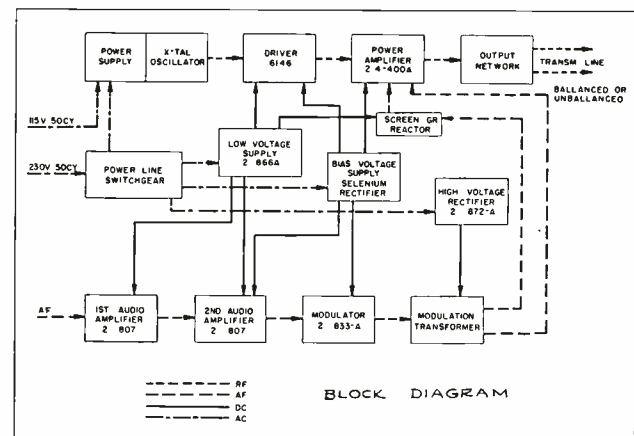 POWER SUPPLY
X-TAL OSCILLATOR
DRIVER
6146
POWER
AMPLIFIER
2 4-400A
OUTPUT
NETWORK
TRANSM LINE
BALLANCED OR
UNBALLANCED
115V 50CY
230V 50CY
POWER LINE
SWITCHGEAR
LOW VOLTAGE
SUPPLY
2 866A
BIAS VOLTAGE
SUPPLY
SELENIUM
RECTIFIER
SCREEN GR
REACTOR
HIGH VOLTAGE
RECTIFIER
2 872-A
AF
1ST AUDIO
AMPLIFIER
2 807
2ND AUDIO
AMPLIFIER
2 807
MODULATOR
2 833-A
MODULATION
TRANSFORMER
RF
AF
DC
AC
BLOCK DIAGRAM